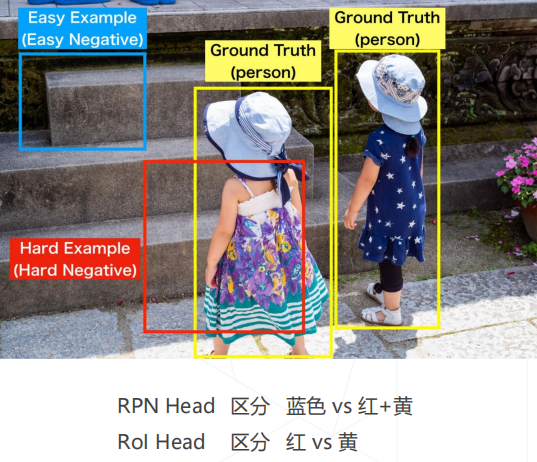 Easy Example
(Easy Negative)
Ground Truth
(person)
Ground Truth
(person)
Hard Example
(Hard Negative)
RPN Head 区分 蓝色 vs 红+黄
RoI Head 区分 红 vs 黄